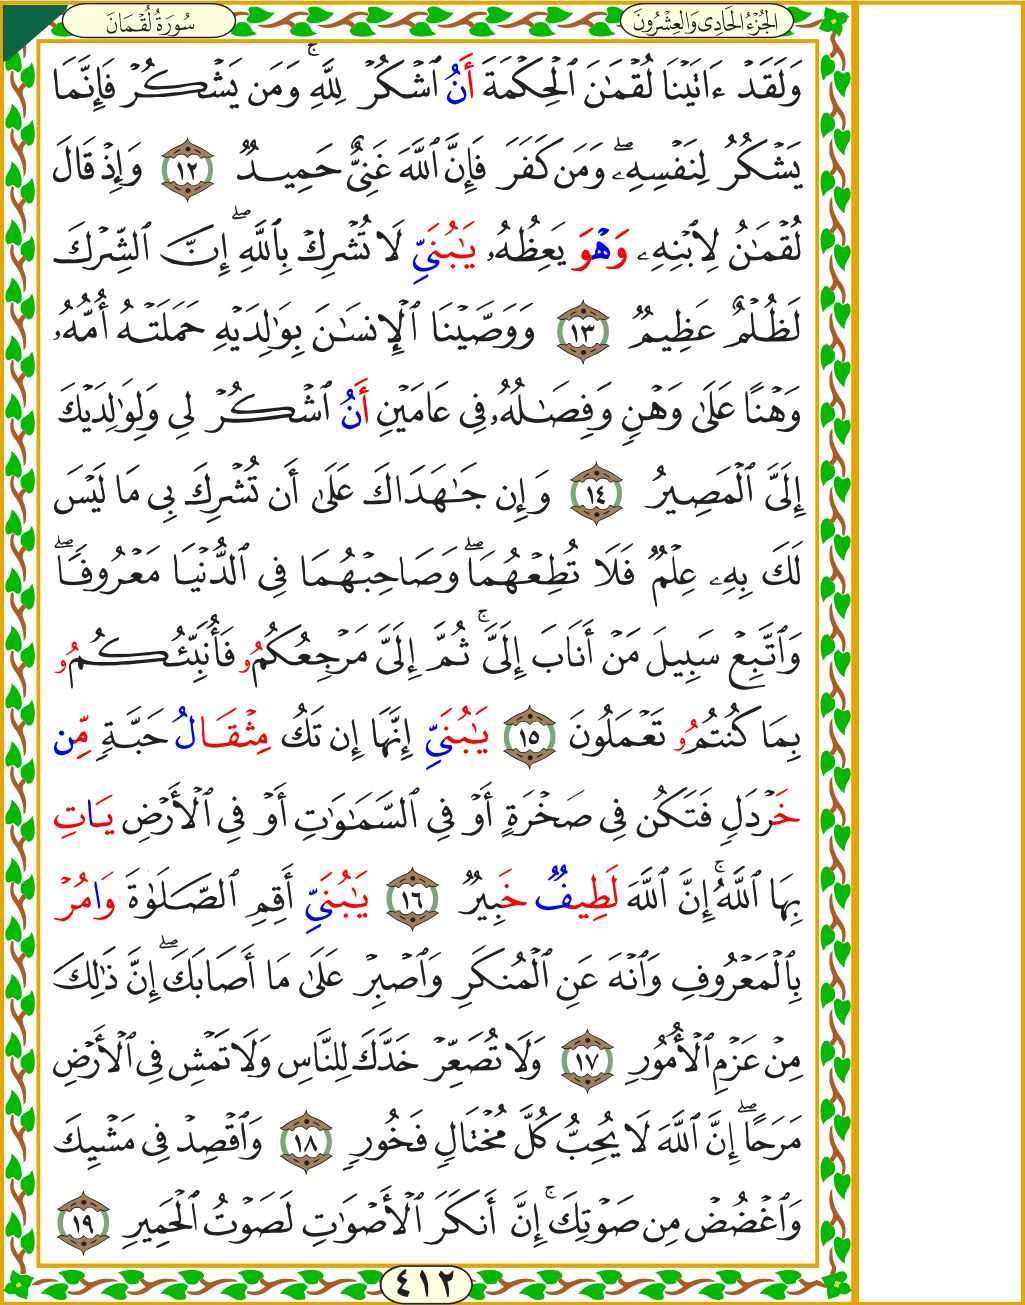 سُورَةُ لُقْمَانَ
الجُزْءُ الحَادِى وَالعِشْرُونَ
وَلَقَدْ ءَاتَيْنَا لُقْمَٰنَ ٱلْحِكْمَةَ أَنُ ٱشْكُرْ لِلَّهِ ۚ وَمَن يَشْكُرْ فَإِنَّمَا
يَشْكُرُ لِنَفْسِهِۦ ۖ وَمَن كَفَرَ فَإِنَّ ٱللَّهَ غَنِىٌّ حَمِيدٌ ١٢ وَإِذْ قَالَ
لُقْمَٰنُ لِٱبْنِهِۦ وَهْوَ يَعِظُهُۥ يَٰبُنَىِّ لَا تُشْرِكْ بِٱللَّهِ ۖ إِنَّ ٱلشِّرْكَ
لَظُلْمٌ عَظِيمٌ ١٣ وَوَصَّيْنَا ٱلْإِنسَٰنَ بِوَٰلِدَيْهِ حَمَلَتْهُ أُمُّهُۥ
وَهْنًا عَلَىٰ وَهْنٍ وَفِصَٰلُهُۥ فِى عَامَيْنِ أَنُ ٱشْكُرْ لِى وَلِوَٰلِدَيْكَ
إِلَىَّ ٱلْمَصِيرُ ١٤ وَإِن جَٰهَدَاكَ عَلَىٰ أَن تُشْرِكَ بِى مَا لَيْسَ
لَكَ بِهِۦ عِلْمٌ فَلَا تُطِعْهُمَا ۖ وَصَاحِبْهُمَا فِى ٱلدُّنْيَا مَعْرُوفًا ۖ
وَٱتَّبِعْ سَبِيلَ مَنْ أَنَابَ إِلَىَّ ۚ ثُمَّ إِلَىَّ مَرْجِعُكُمُۥ فَأُنَبِّئُكُمُۥ
بِمَا كُنتُمُۥ تَعْمَلُونَ ١٥ يَٰبُنَىِّ إِنَّهَا إِن تَكُ مِثْقَالُ حَبَّةٍ مِّن
خَرْدَلٍ فَتَكُن فِى صَخْرَةٍ أَوْ فِى ٱلسَّمَٰوَٰتِ أَوْ فِى ٱلْأَرْضِ يَاتِ
بِهَا ٱللَّهُ ۚ إِنَّ ٱللَّهَ لَطِيفٌ خَبِيرٌ ١٦ يَٰبُنَىِّ أَقِمِ ٱلصَّلَوٰةَ وَامُرْ
بِٱلْمَعْرُوفِ وَٱنْهَ عَنِ ٱلْمُنكَرِ وَٱصْبِرْ عَلَىٰ مَا أَصَابَكَ ۖ إِنَّ ذَٰلِكَ
مِنْ عَزْمِ ٱلْأُمُورِ ١٧ وَلَا تُصَعِّرْ خَدَّكَ لِلنَّاسِ وَلَا تَمْشِ فِى ٱلْأَرْضِ
مَرَحًا ۖ إِنَّ ٱللَّهَ لَا يُحِبُّ كُلَّ مُخْتَالٍ فَخُورٍ ١٨ وَٱقْصِدْ فِى مَشْيِكَ
وَٱغْضُضْ مِن صَوْتِكَ ۚ إِنَّ أَنكَرَ ٱلْأَصْوَٰتِ لَصَوْتُ ٱلْحَمِيرِ ١٩
٤١٢